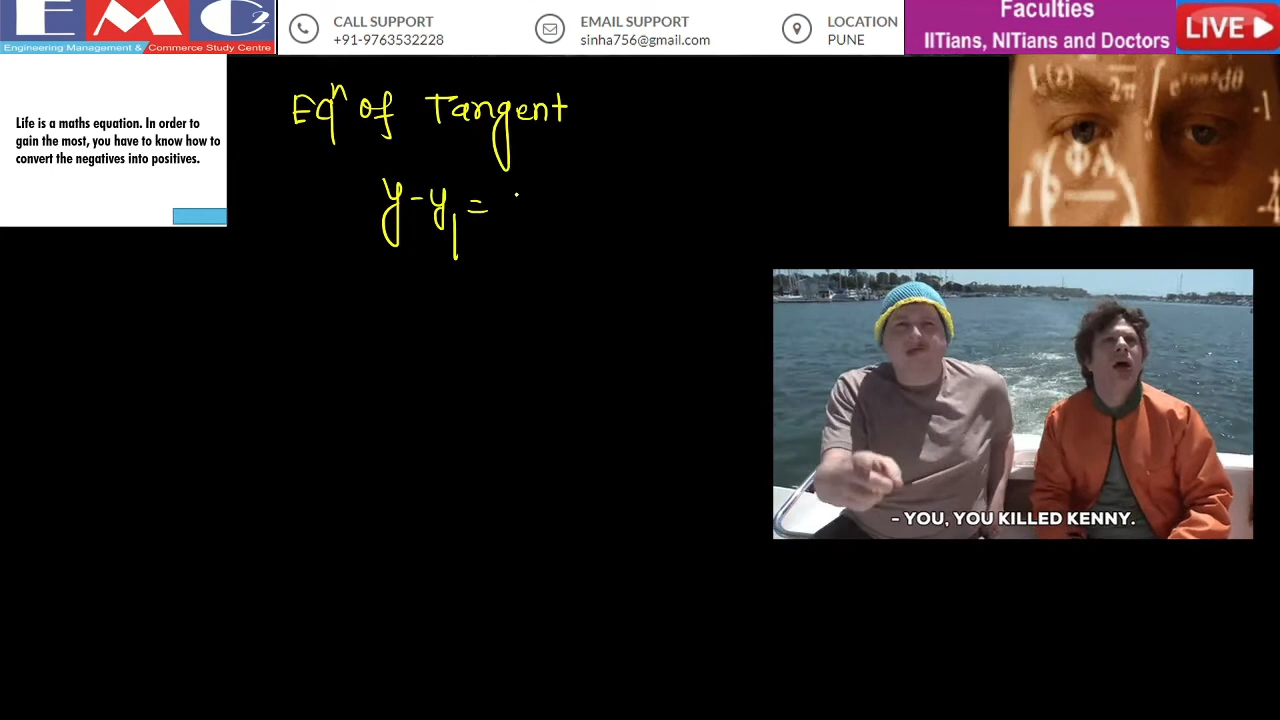 EMC2
Engineering Management & Commerce Study Centre
CALL SUPPORT
+91-9763532228
EMAIL SUPPORT
sinha756@gmail.com
LOCATION
PUNE
Faculties
IITians, NITians and Doctors
LIVE
Life is a maths equation. In order to
gain the most, you have to know how to
convert the negatives into positives.
Eqⁿ of Tangent
y-y₁ =
- YOU, YOU KILLED KENNY.